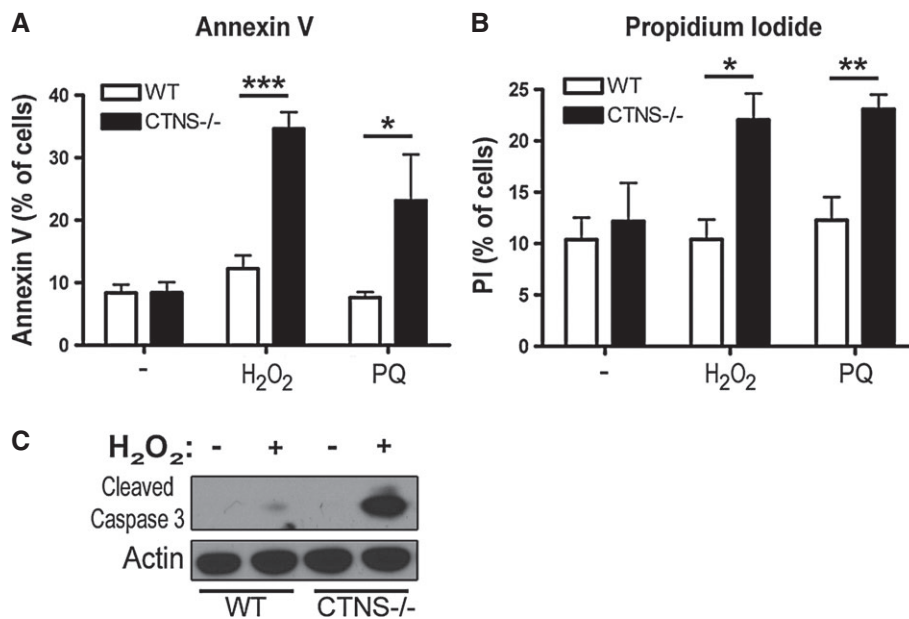 A
Annexin V
Annexin V (% of cells)
40
30
20
10
0
WT
CTNS-/-
***
*
-
H₂O₂
PQ
B
Propidium Iodide
PI (% of cells)
25
20
15
10
5
0
WT
CTNS-/-
*
**
-
H₂O₂
PQ
C
H₂O₂: - + - +
Cleaved
Caspase 3
Actin
WT CTNS-/-